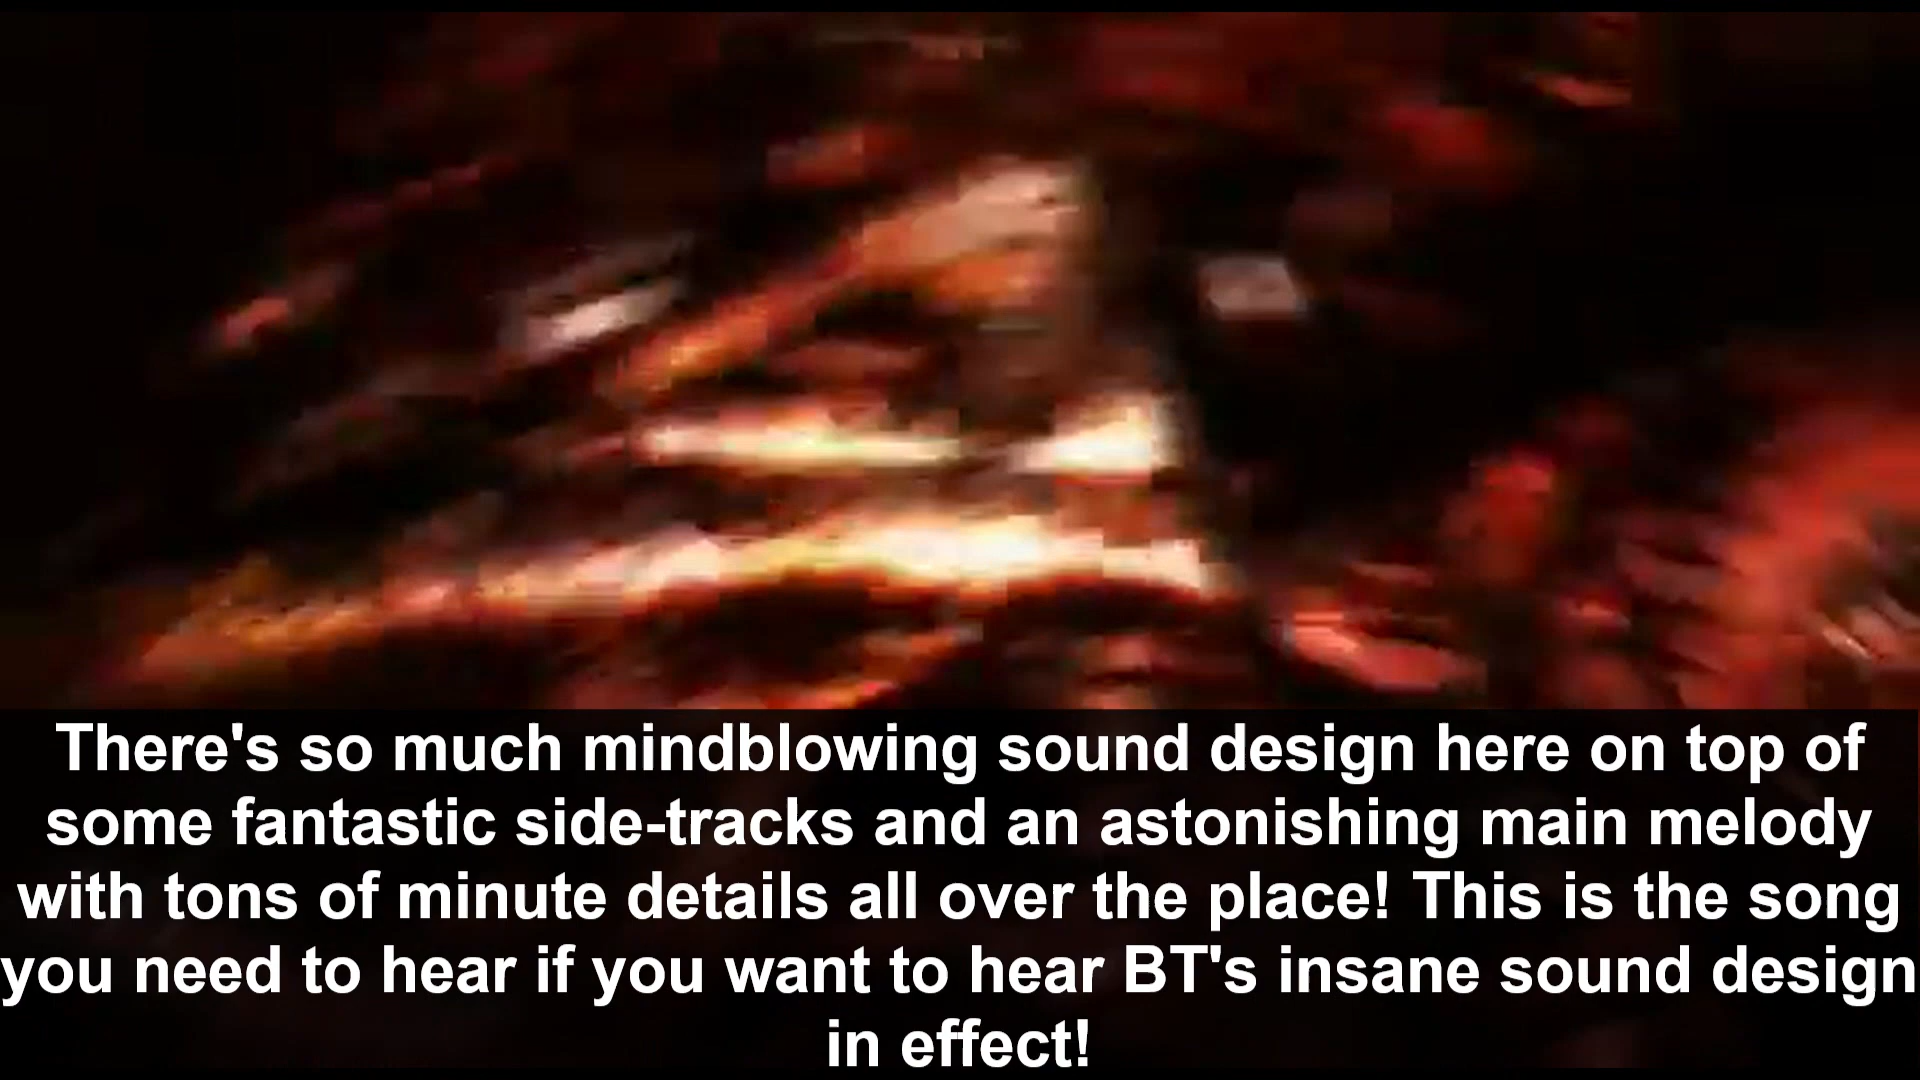 There's so much mindblowing sound design here on top of
some fantastic side-tracks and an astonishing main melody
with tons of minute details all over the place! This is the song
you need to hear if you want to hear BT's insane sound design
in effect!